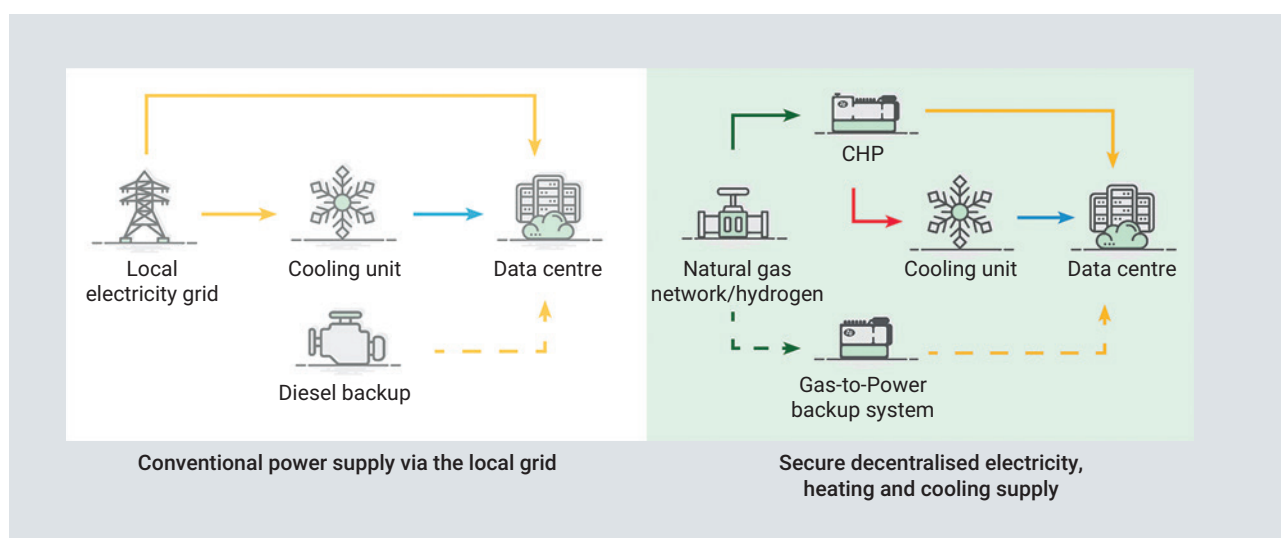 Local
electricity grid
Cooling unit
Data centre
Diesel backup
Conventional power supply via the local grid
CHP
Natural gas
network/hydrogen
Cooling unit
Data centre
Gas-to-Power
backup system
Secure decentralised electricity,
heating and cooling supply